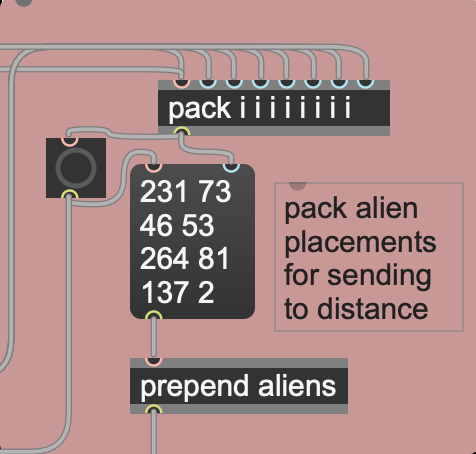 pack i i i i i i i i
231 73
46 53
264 81
137 2
pack alien
placements
for sending
to distance
prepend aliens